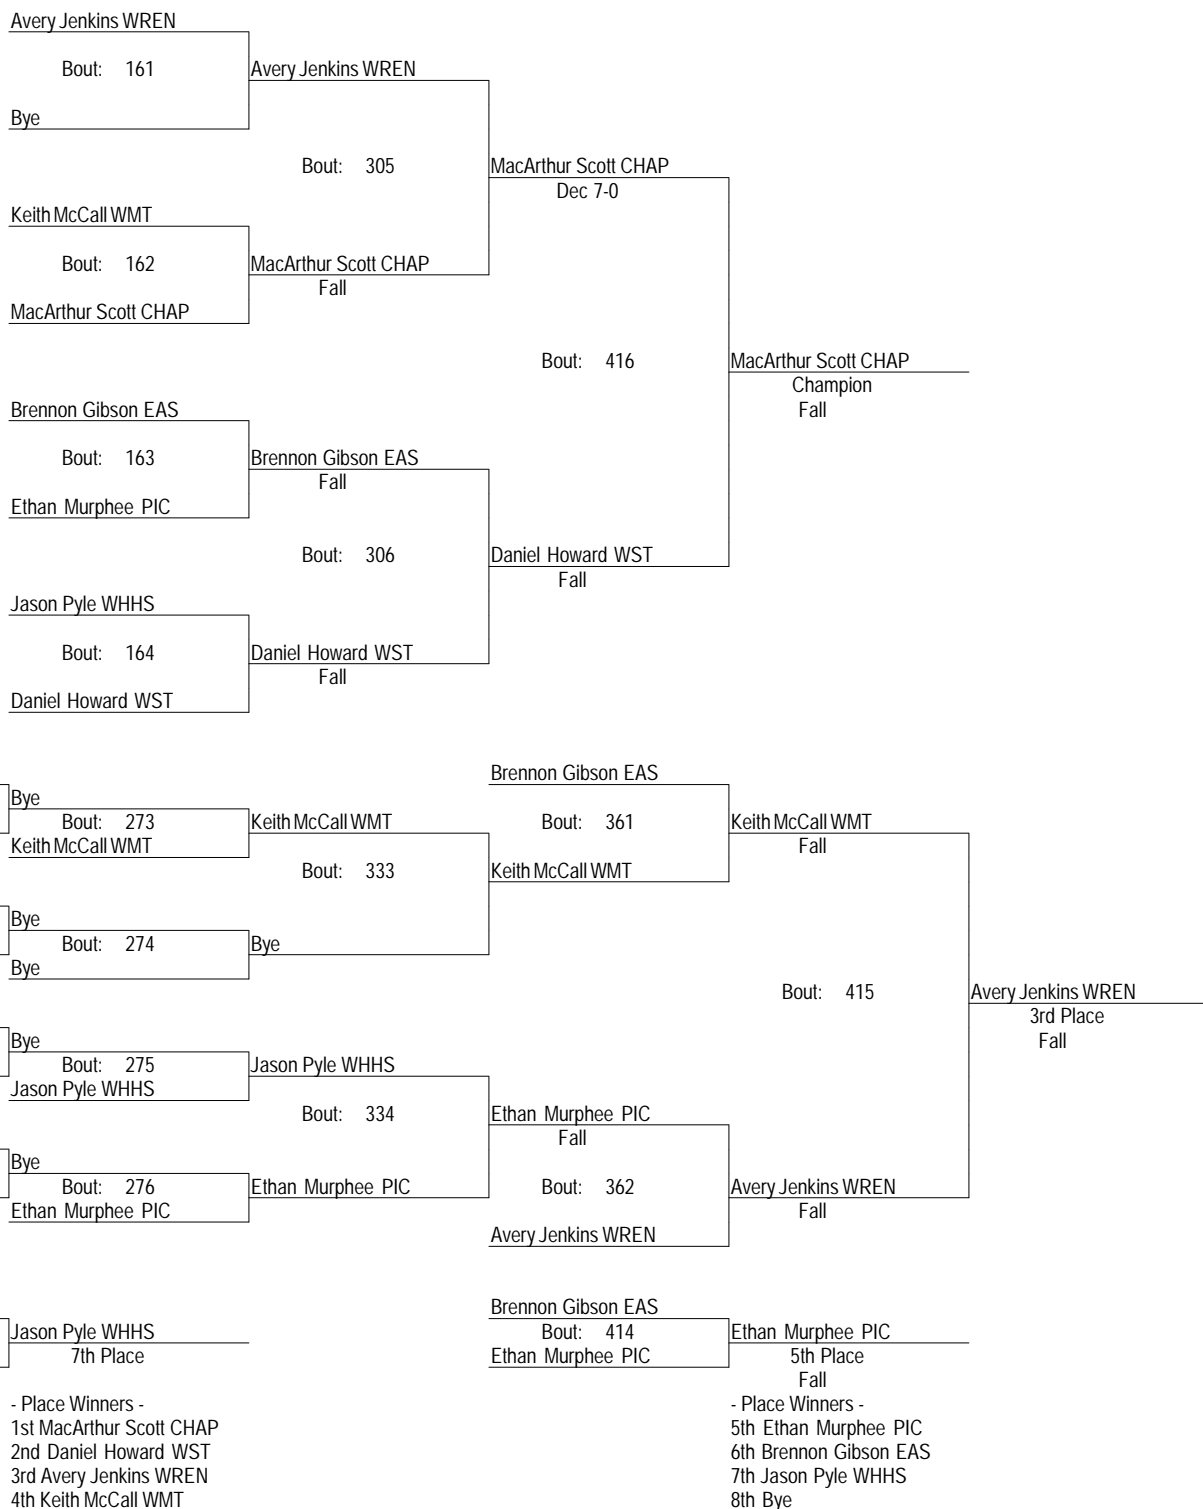 Avery Jenkins WREN
Bout: 161 Avery Jenkins WREN
Bye
Bout: 305 MacArthur Scott CHAP
Dec 7-0
Keith McCall WMT
Bout: 162 MacArthur Scott CHAP
Fall
MacArthur Scott CHAP
Bout: 416 MacArthur Scott CHAP
Champion
Brennon Gibson EAS Fall
Bout: 163 Brennon Gibson EAS
Fall
Ethan Murphee PIC
Bout: 306 Daniel Howard WST
Fall
Jason Pyle WHHS
Bout: 164 Daniel Howard WST
Fall
Daniel Howard WST
Brennon Gibson EAS
Bye
Bout: 273 Keith McCall WMT Bout: 361 Keith McCall WMT
Keith McCall WMT Fall
Bout: 333 Keith McCall WMT
Bye
Bout: 274 Bye
Bye
Bout: 415 Avery Jenkins WREN
3rd Place
Bye Fall
Bout: 275 Jason Pyle WHHS
Jason Pyle WHHS
Bout: 334 Ethan Murphee PIC
Fall
Bye
Bout: 276 Ethan Murphee PIC Bout: 362 Avery Jenkins WREN
Ethan Murphee PIC Fall
Avery Jenkins WREN
Brennon Gibson EAS
Jason Pyle WHHS Bout: 414 Ethan Murphee PIC
7th Place Ethan Murphee PIC 5th Place
Fall
- Place Winners - - Place Winners -
1st MacArthur Scott CHAP 5th Ethan Murphee PIC
2nd Daniel Howard WST 6th Brennon Gibson EAS
3rd Avery Jenkins WREN 7th Jason Pyle WHHS
4th Keith McCall WMT 8th Bye